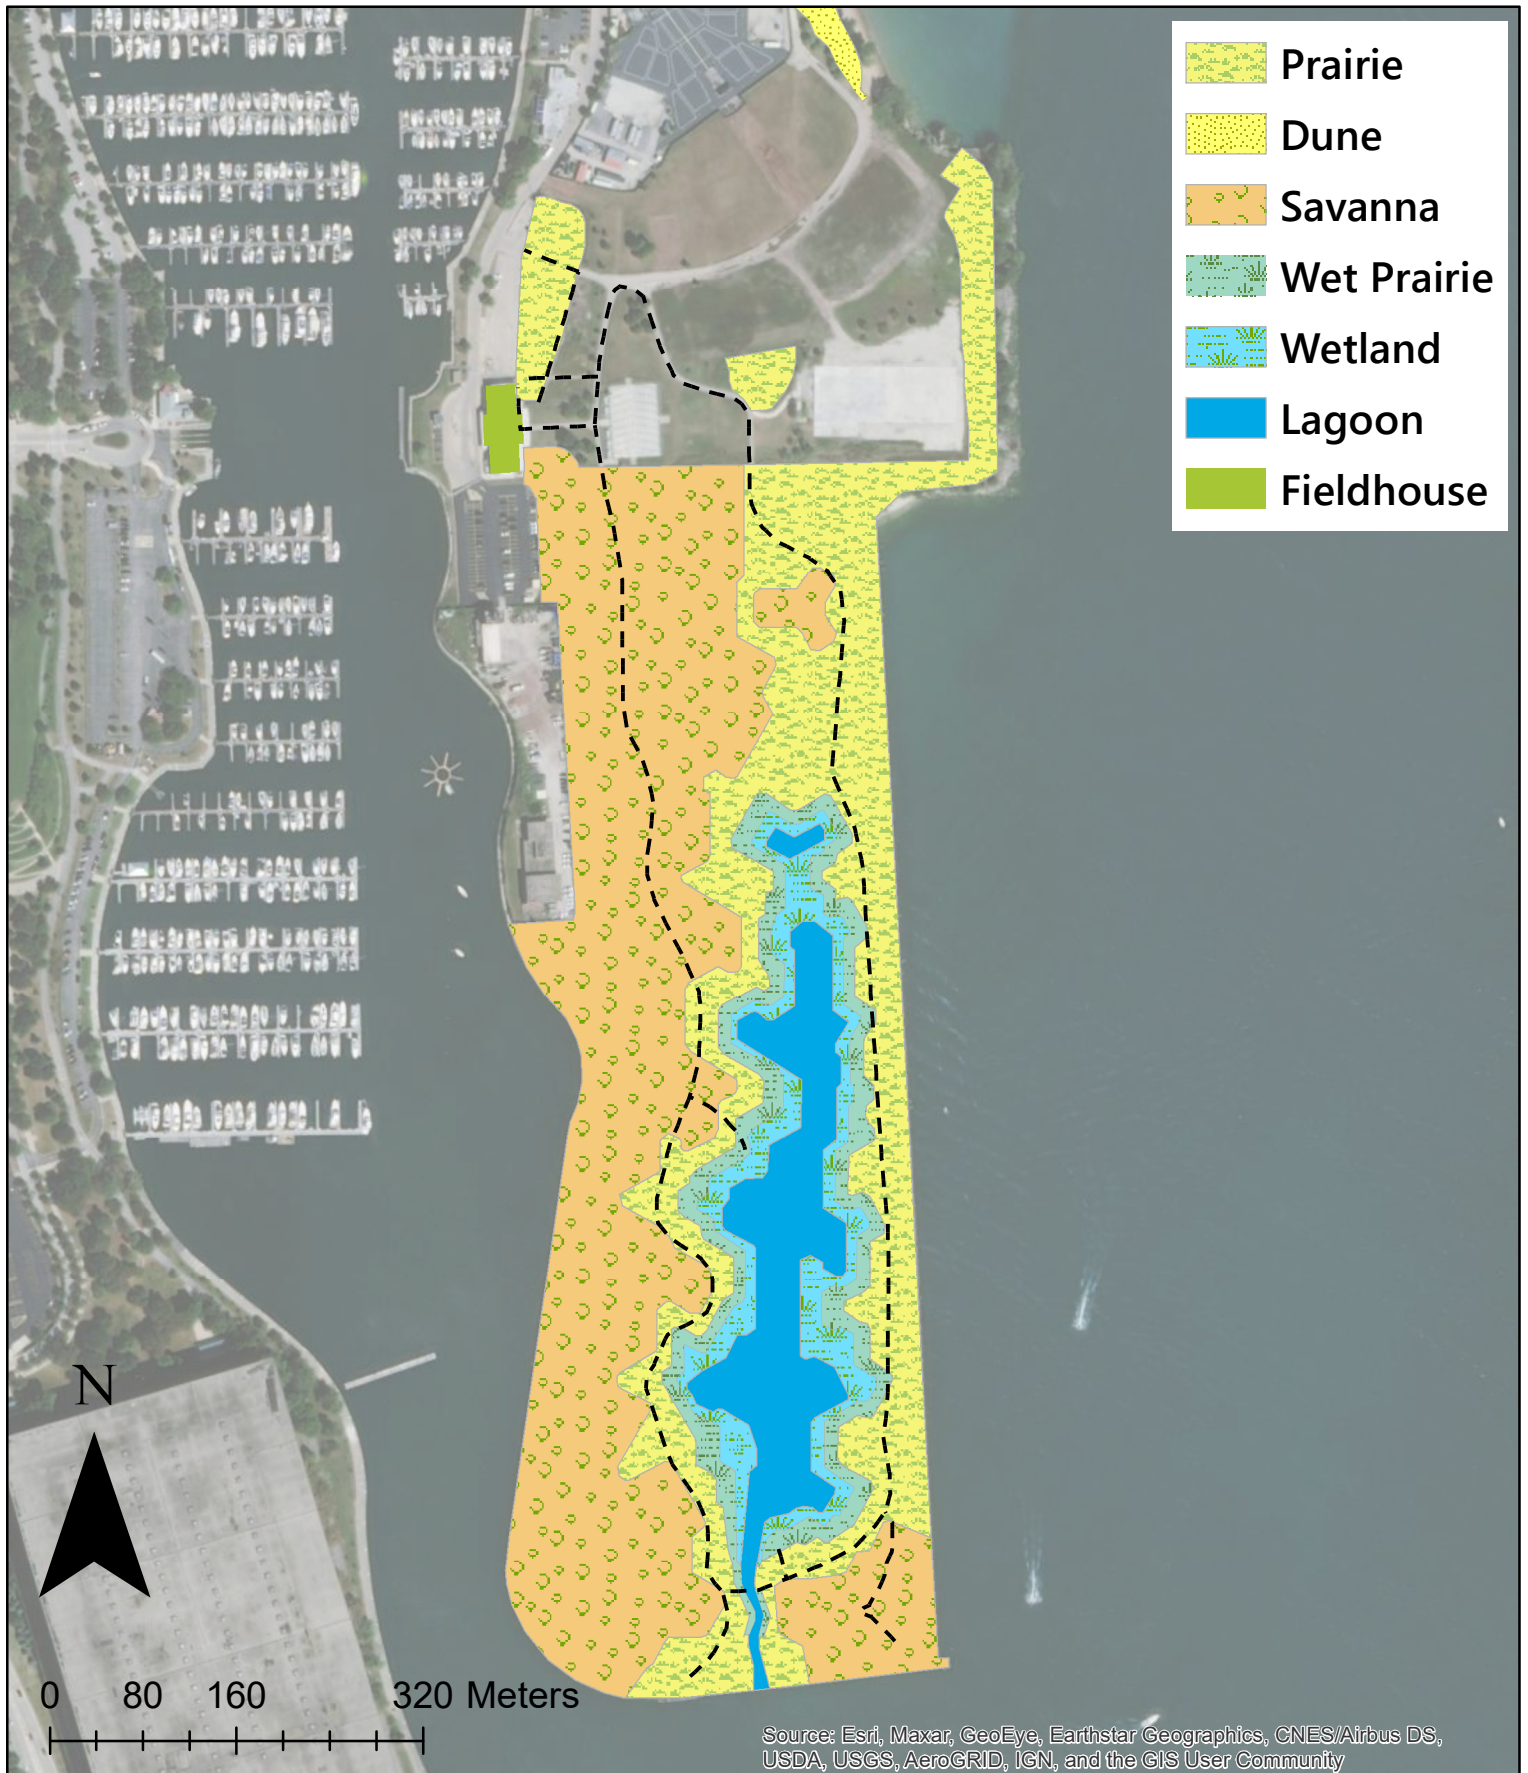 Prairie
Dune
Savanna
Wet Prairie
Wetland
Lagoon
Fieldhouse
N
0 80 160 320 Meters
Source: Esri, Maxar, GeoEye, Earthstar Geographics, CNES/Airbus DS,
USDA, USGS, AeroGRID, IGN, and the GIS User Community